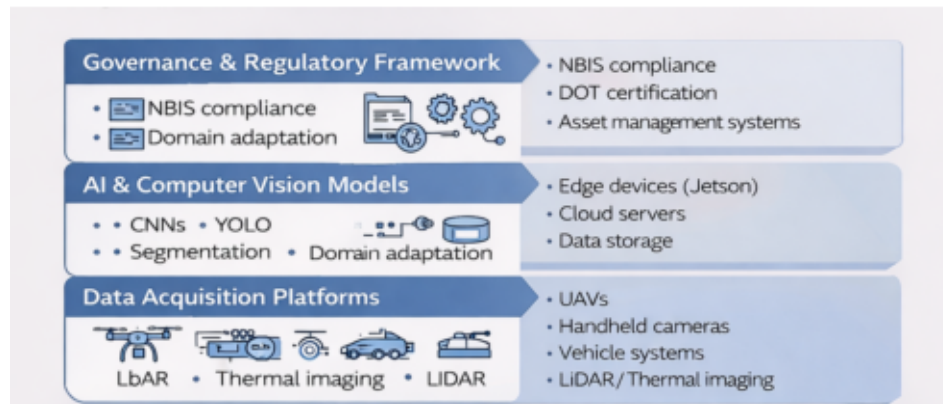 Governance & Regulatory Framework
• NBIS compliance
• Domain adaptation
• NBIS compliance
• DOT certification
• Asset management systems
AI & Computer Vision Models
• • CNNs • YOLO
• • Segmentation • Domain adaptation
• Edge devices (Jetson)
• Cloud servers
• Data storage
Data Acquisition Platforms
LbAR • Thermal imaging • LIDAR
• UAVs
• Handheld cameras
• Vehicle systems
• LiDAR/Thermal imaging